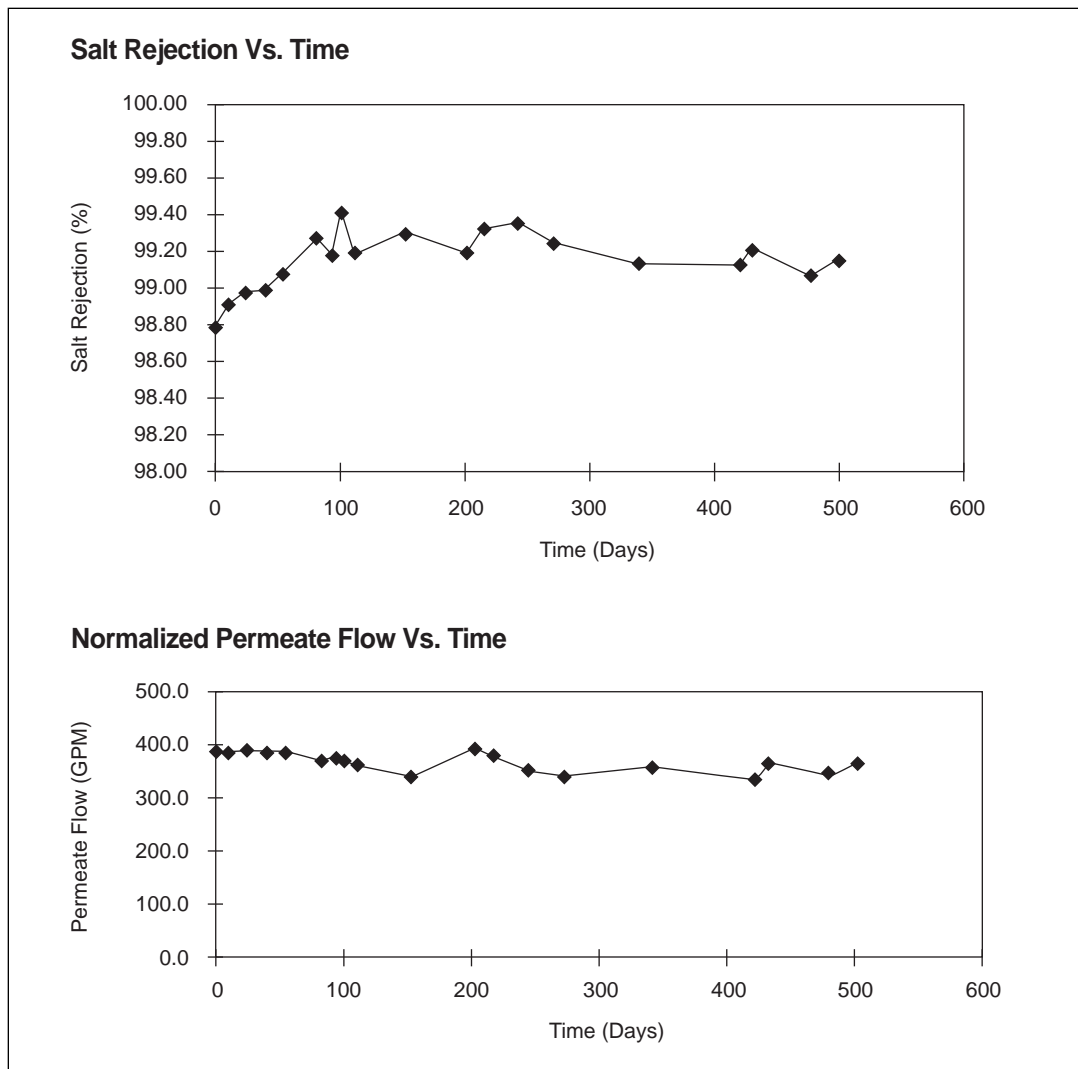 Salt Rejection Vs. Time
100.00
99.80
99.60
99.40
99.20
99.00
98.80
98.60
98.40
98.20
98.00
Salt Rejection (%)
0 100 200 300 400 500 600
Time (Days)
Normalized Permeate Flow Vs. Time
500.0
400.0
300.0
200.0
100.0
0.0
Permeate Flow (GPM)
0 100 200 300 400 500 600
Time (Days)